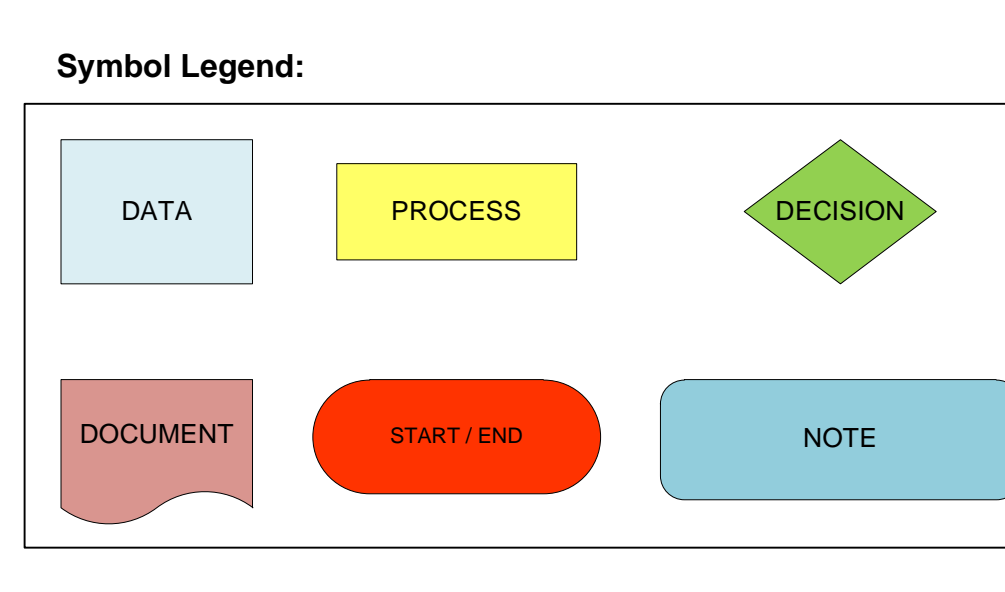 Symbol Legend:
DATA
PROCESS
DECISION
DOCUMENT
START / END
NOTE